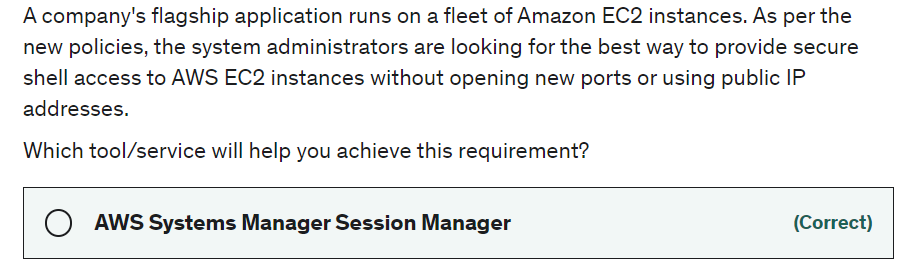 A company's flagship application runs on a fleet of Amazon EC2 instances. As per the
new policies, the system administrators are looking for the best way to provide secure
shell access to AWS EC2 instances without opening new ports or using public IP
addresses.
Which tool/service will help you achieve this requirement?
AWS Systems Manager Session Manager (Correct)